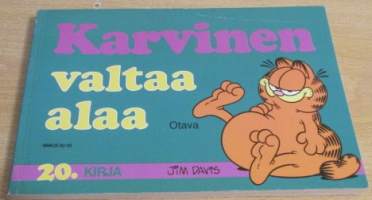 Karvinen
valtaa
alaa
Otava
20. KIRJA
JIM DAVIS